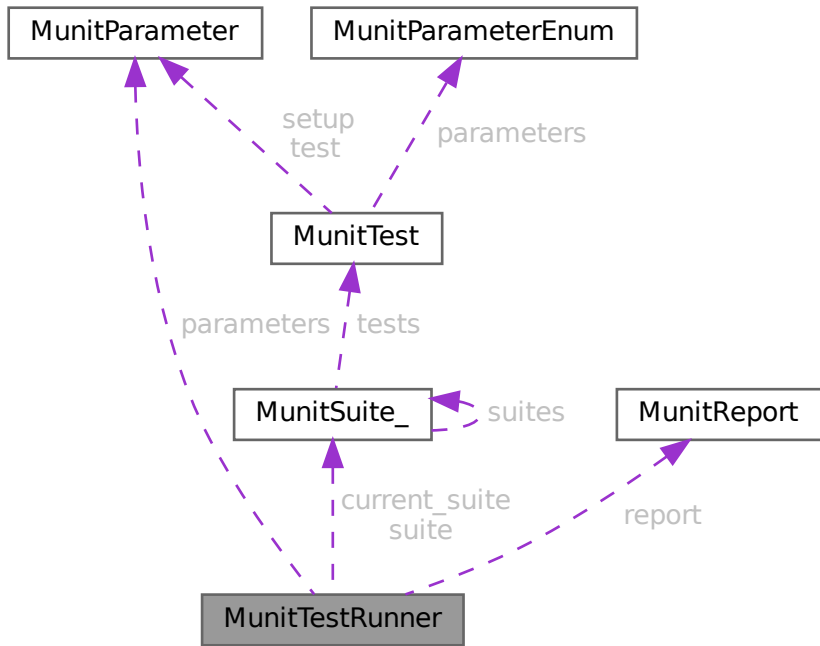 MunitParameter
MunitParameterEnum
setup
test
parameters
MunitTest
parameters
tests
MunitSuite_
suites
MunitReport
current_suite
suite
report
MunitTestRunner